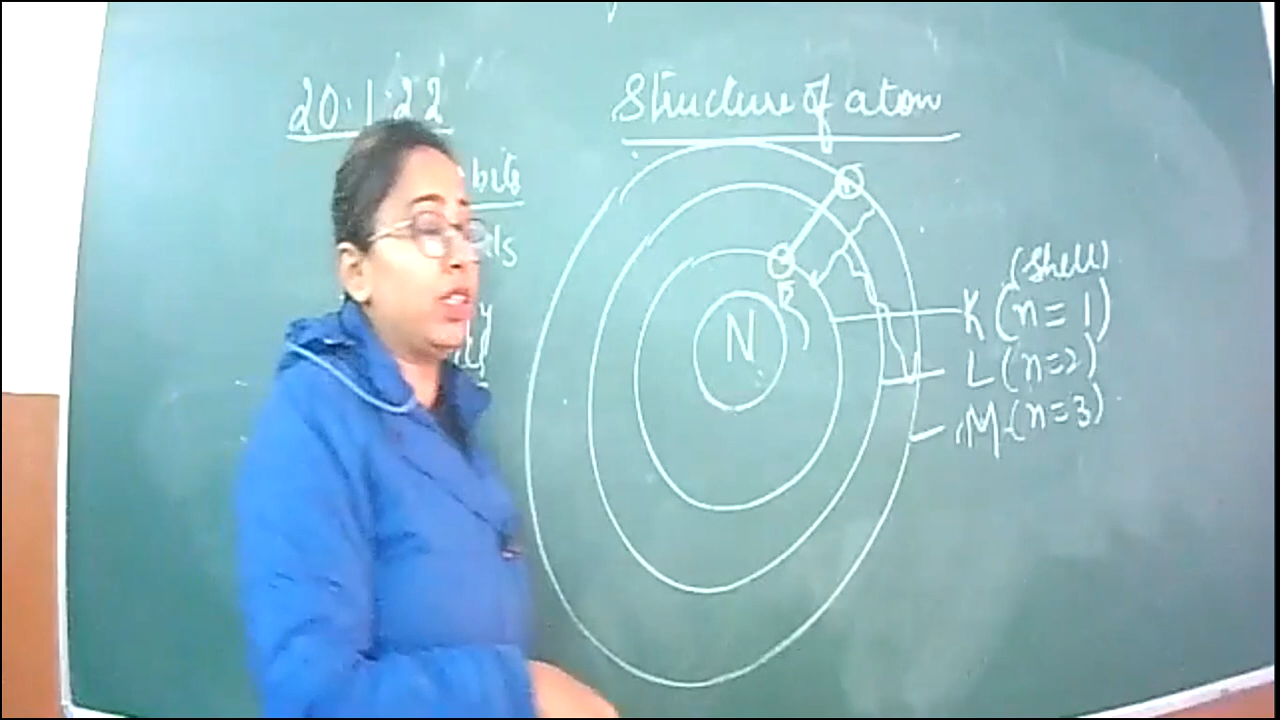 20.1.22
Structure of atom
N
(Shell)
K (n=1)
L (n=2)
M (n=3)